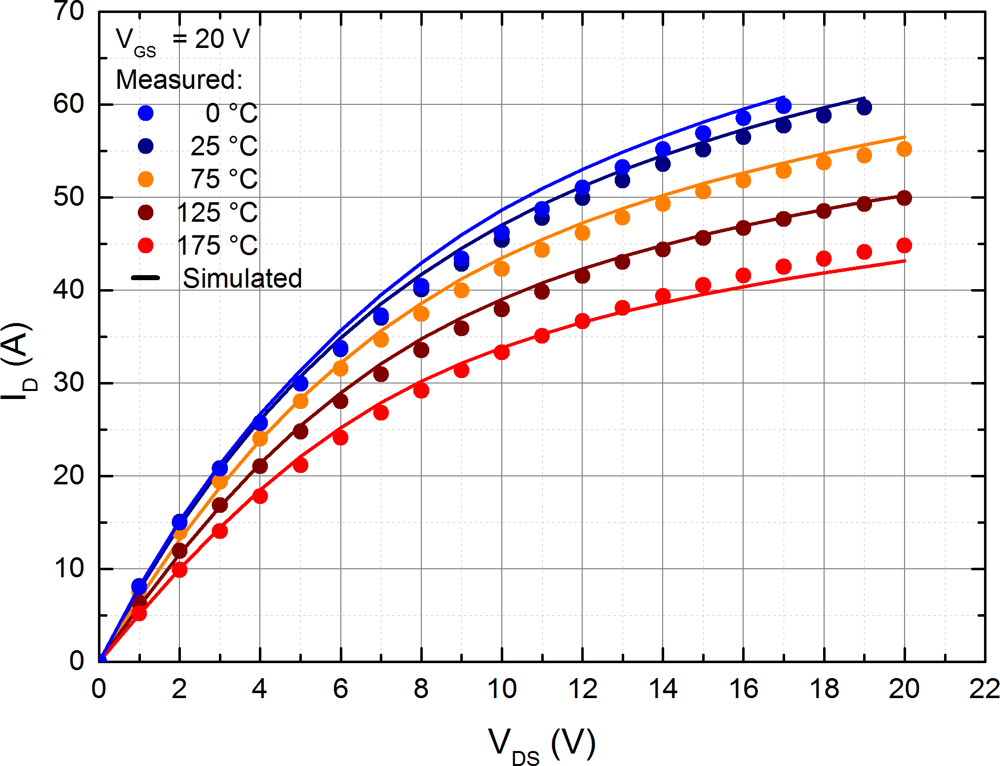 V_GS = 20 V
Measured:
0 °C
25 °C
75 °C
125 °C
175 °C
Simulated
70
60
50
40
30
20
10
0
I_D (A)
0 2 4 6 8 10 12 14 16 18 20 22
V_DS (V)